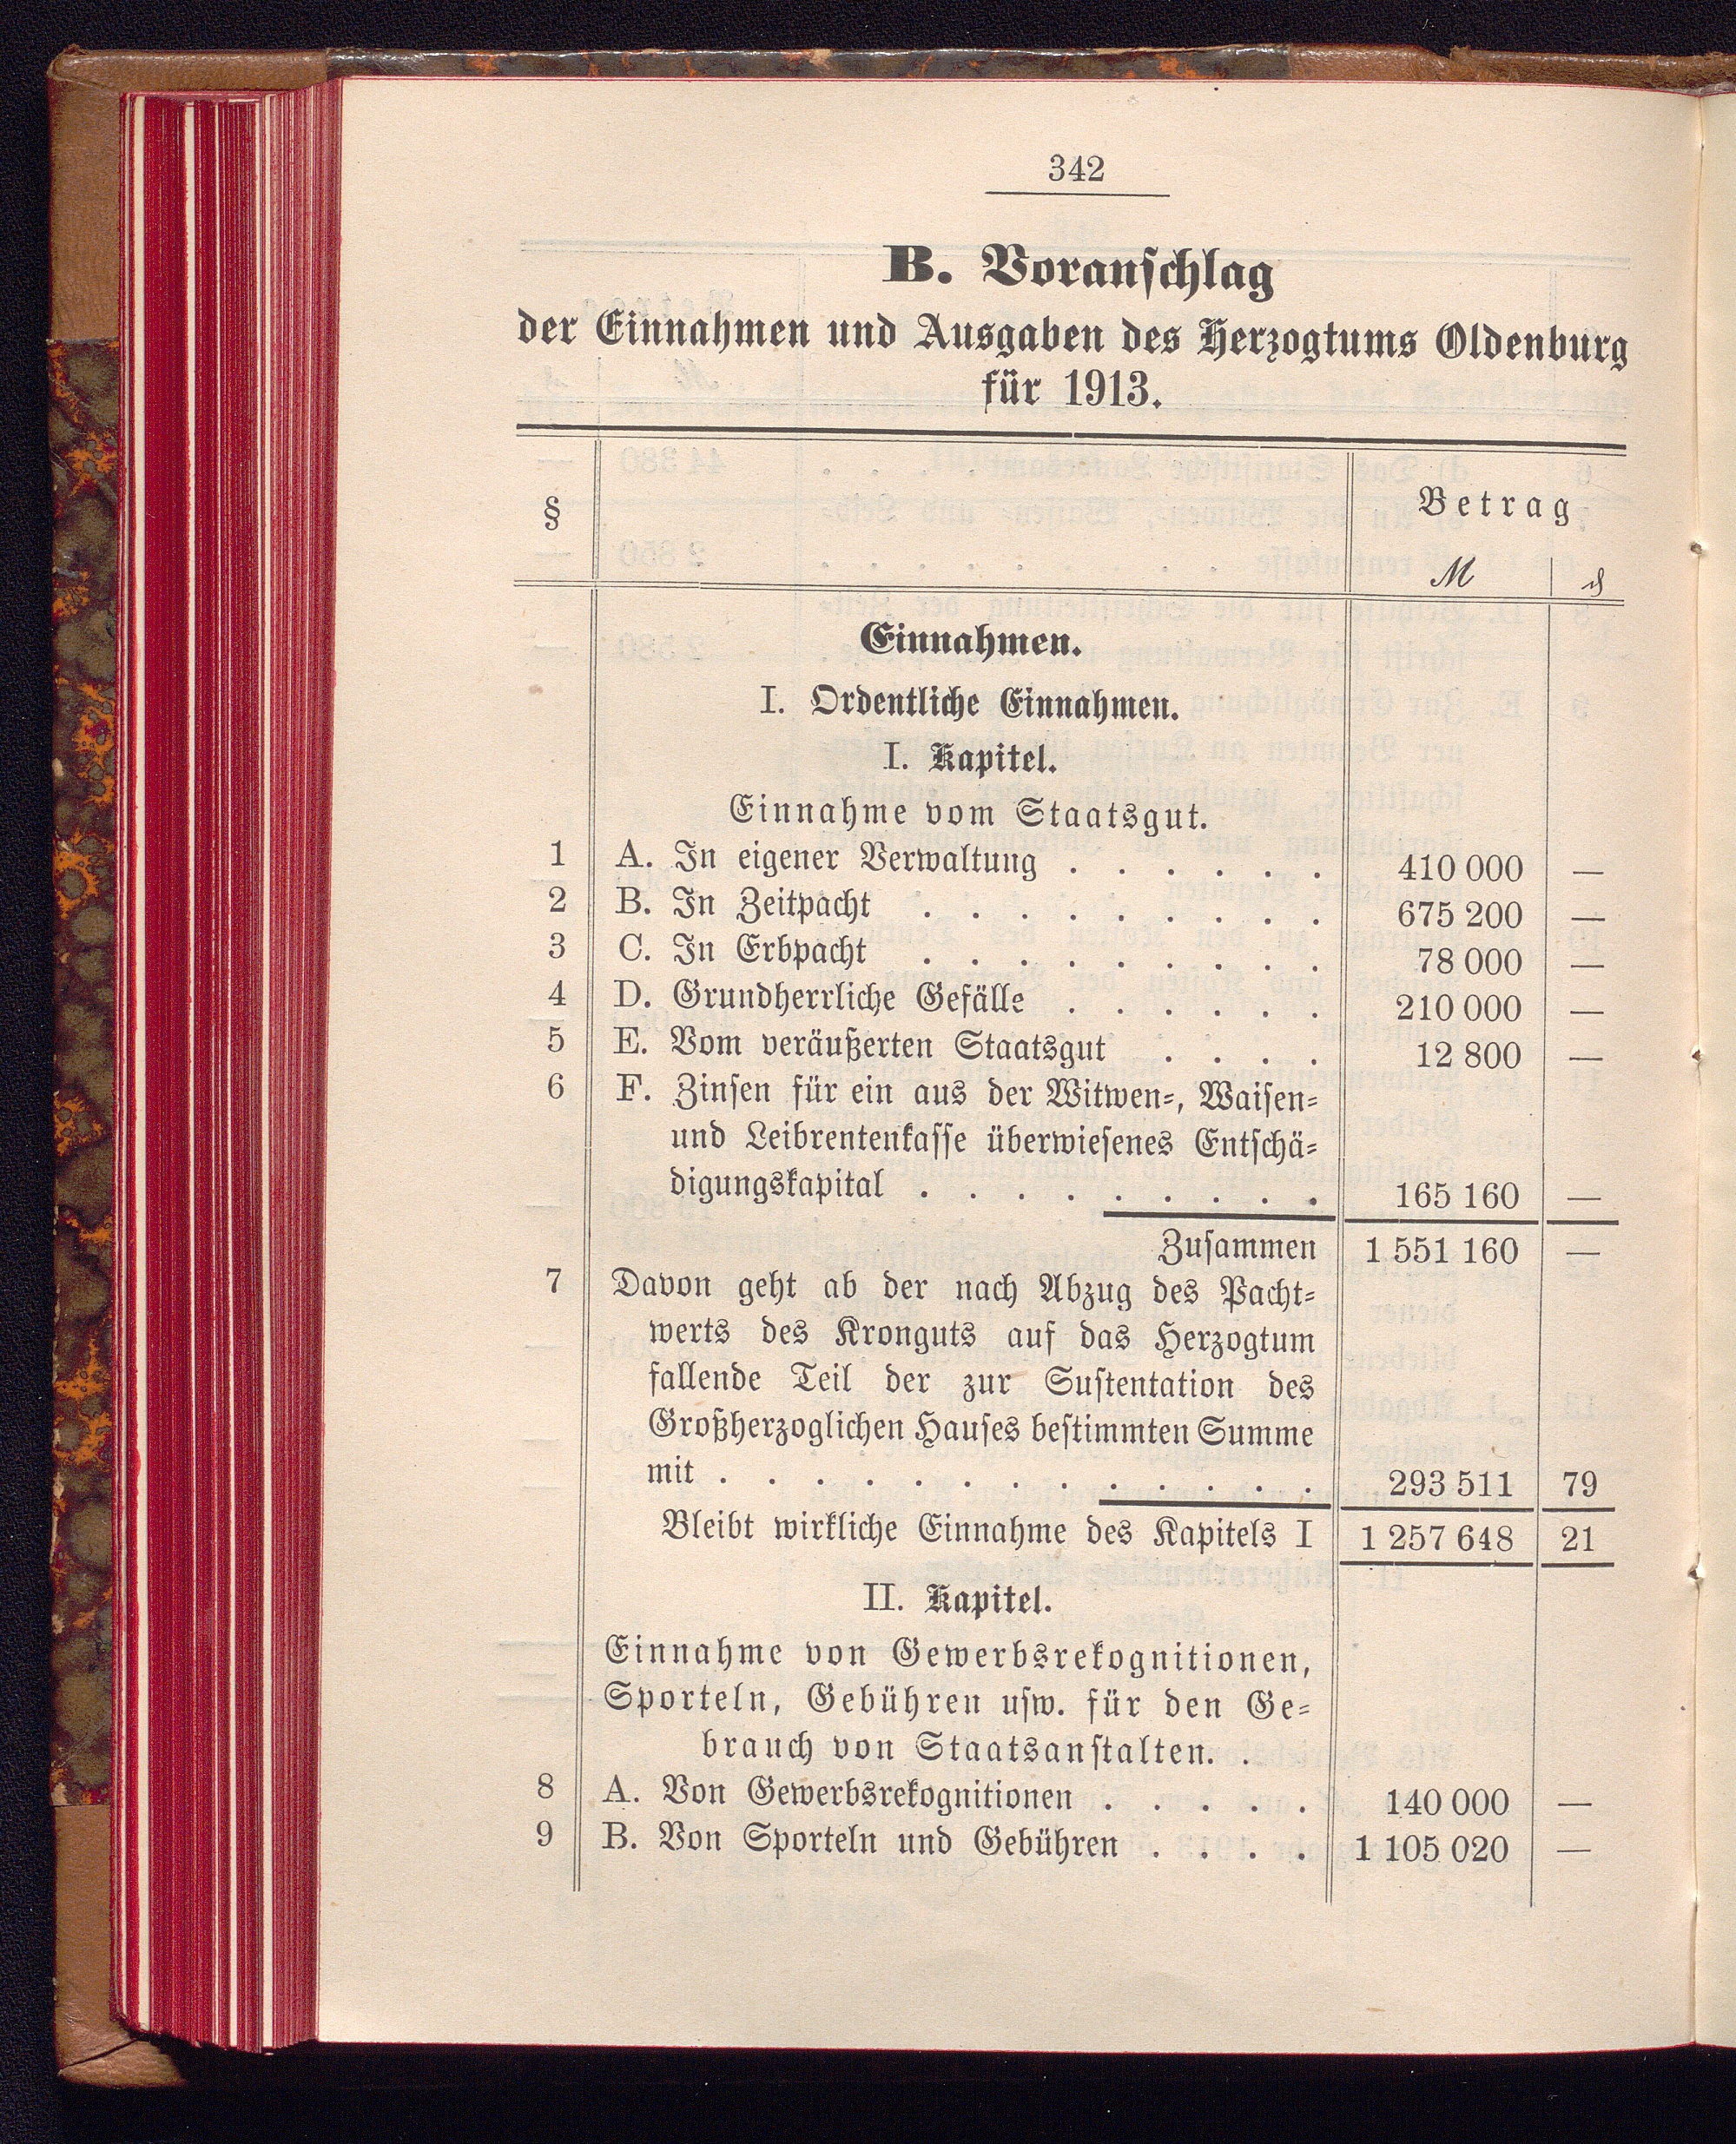 342
B. Voranschlag
der Einnahmen und Ausgaben des Herzogtums Oldenburg
für 1913.
§ Betrag
ℳ ₰
Einnahmen.
I. Ordentliche Einnahmen.
I. Kapitel.
Einnahme vom Staatsgut.
1 A. In eigener Verwaltung . . . . . . 410 000 —
2 B. In Zeitpacht . . . . . . . . . 675 200 —
3 C. In Erbpacht . . . . . . . . . 78 000 —
4 D. Grundherrliche Gefälle . . . . . . 210 000 —
5 E. Vom veräußerten Staatsgut . . . . 12 800 —
6 F. Zinsen für ein aus der Witwen-, Waisen-
und Leibrentenkasse überwiesenes Entschä-
digungskapital . . . . . . . . . 165 160 —
Zusammen 1 551 160 —
7 Davon geht ab der nach Abzug des Pacht-
werts des Kronguts auf das Herzogtum
fallende Teil der zur Sustentation des
Großherzoglichen Hauses bestimmten Summe
mit . . . . . . . . . . . . . 293 511 79
Bleibt wirkliche Einnahme des Kapitels I 1 257 648 21
II. Kapitel.
Einnahme von Gewerbsrekognitionen,
Sporteln, Gebühren usw. für den Ge-
brauch von Staatsanstalten. .
8 A. Von Gewerbsrekognitionen . . . . . 140 000 —
9 B. Von Sporteln und Gebühren . . . . 1 105 020 —